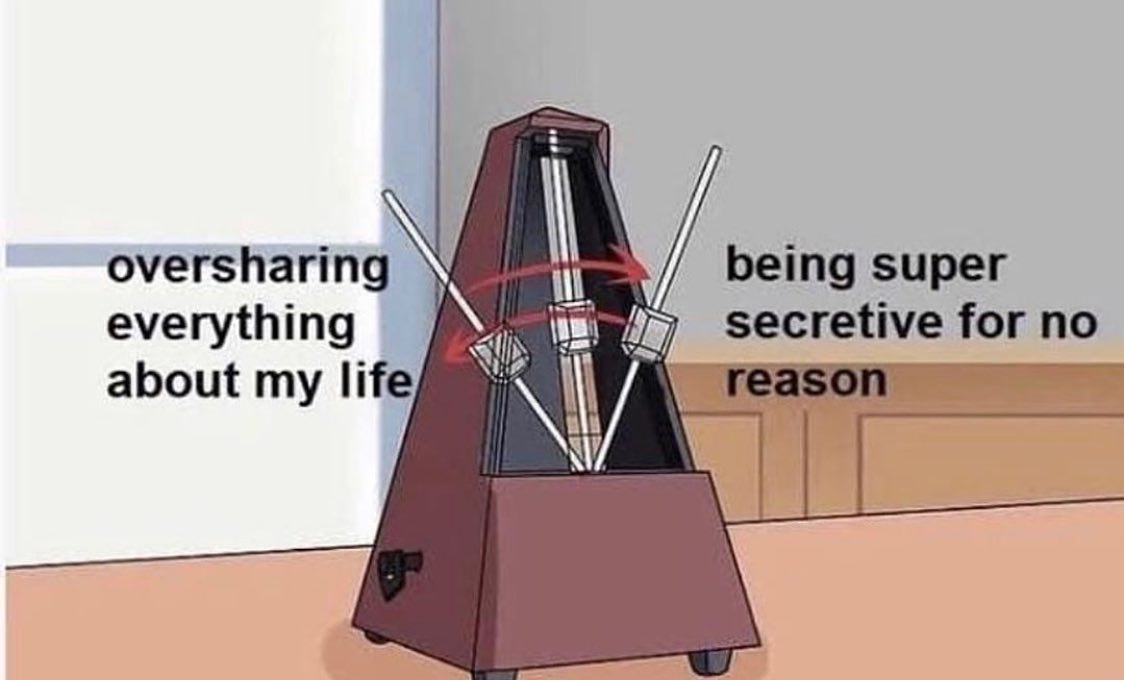 oversharing
everything
about my life
being super
secretive for no
reason